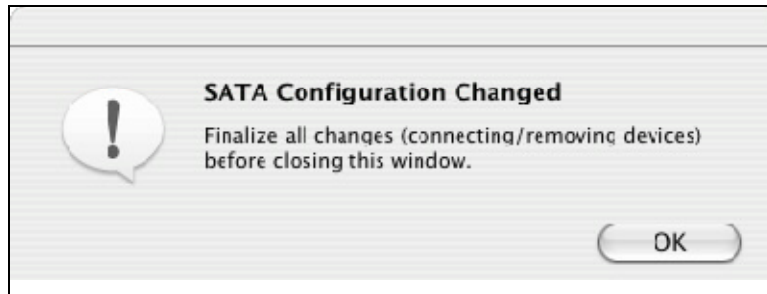 SATA Configuration Changed
Finalize all changes (connecting/removing devices)
before closing this window.
OK